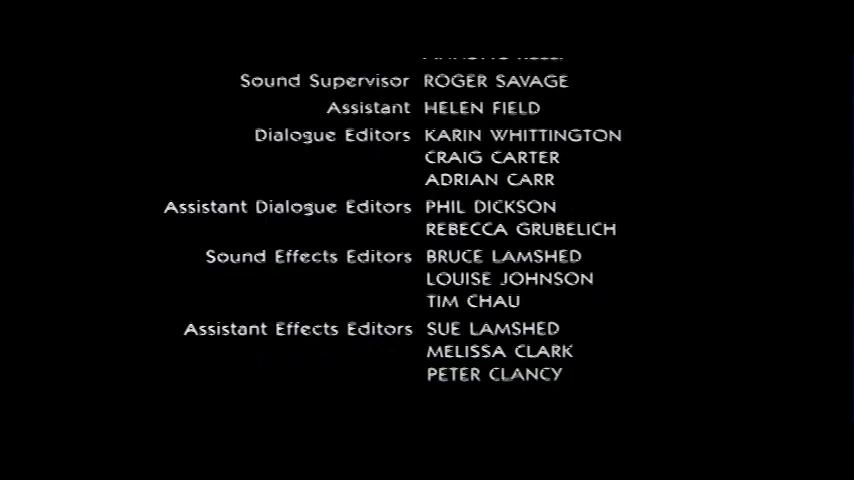 Sound Supervisor ROGER SAVAGE
Assistant HELEN FIELD
Dialogue Editors KARIN WHITTINGTON
CRAIG CARTER
ADRIAN CARR
Assistant Dialogue Editors PHIL DICKSON
REBECCA GRUBELICH
Sound Effects Editors BRUCE LAMSHED
LOUISE JOHNSON
TIM CHAU
Assistant Effects Editors SUE LAMSHED
MELISSA CLARK
PETER CLANCY